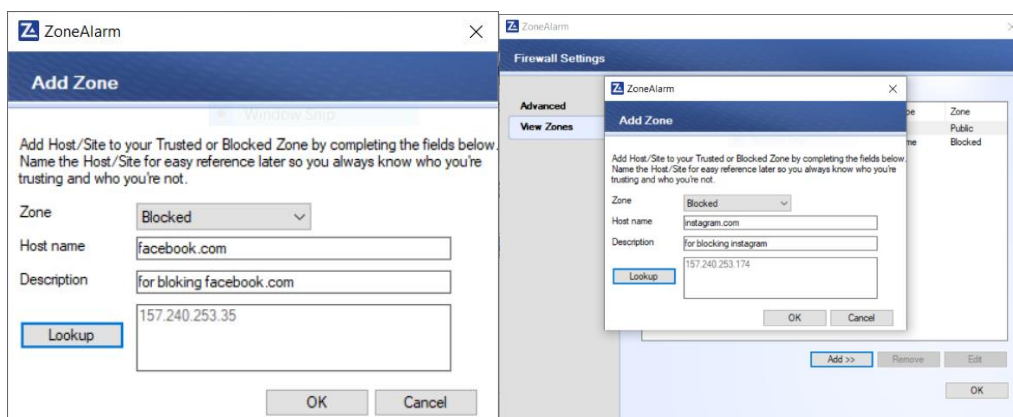 ZoneAlarm
Add Zone
Window Snip
Add Host/Site to your Trusted or Blocked Zone by completing the fields below.
Name the Host/Site for easy reference later so you always know who you're
trusting and who you're not.
Zone
Blocked
Host name
facebook.com
Description
for bloking facebook.com
Lookup
157.240.253.35
OK
Cancel
ZoneAlarm
Firewall Settings
Advanced
View Zones
Zone
Public
Blocked
ZoneAlarm
Add Zone
Add Host/Site to your Trusted or Blocked Zone by completing the fields below.
Name the Host/Site for easy reference later so you always know who you're
trusting and who you're not.
Zone
Blocked
Host name
instagram.com
Description
for blocking instagram
Lookup
157.240.253.174
OK
Cancel
Add >>
Remove
Edit
OK